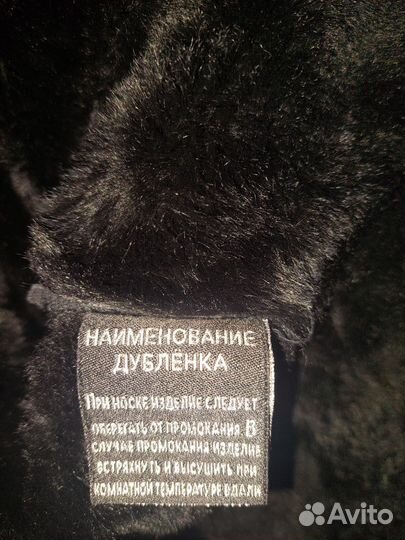 НАИМЕНОВАНИЕ
ДУБЛЁНКА
ПРИ НОСКЕ ИЗДЕЛИЕ СЛЕДУЕТ
ОБЕРЕГАТЬ ОТ ПРОМОКАНИЯ В
СЛУЧАЕ ПРОМОКАНИЯ ИЗДЕЛИЕ
ВСТРЯХНУТЬ И ВЫСУШИТЬ ПРИ
КОМНАТНОЙ ТЕМПЕРАТУРЕ ВДАЛИ
Avito